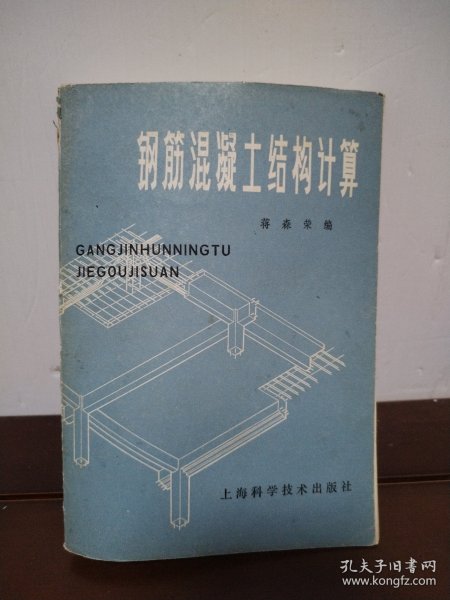 钢筋混凝土结构计算
蒋森荣 编
GANGJINHUNNINGTU
JIEGOUJISUAN
上海科学技术出版社
孔夫子旧书网
www.kongfz.com